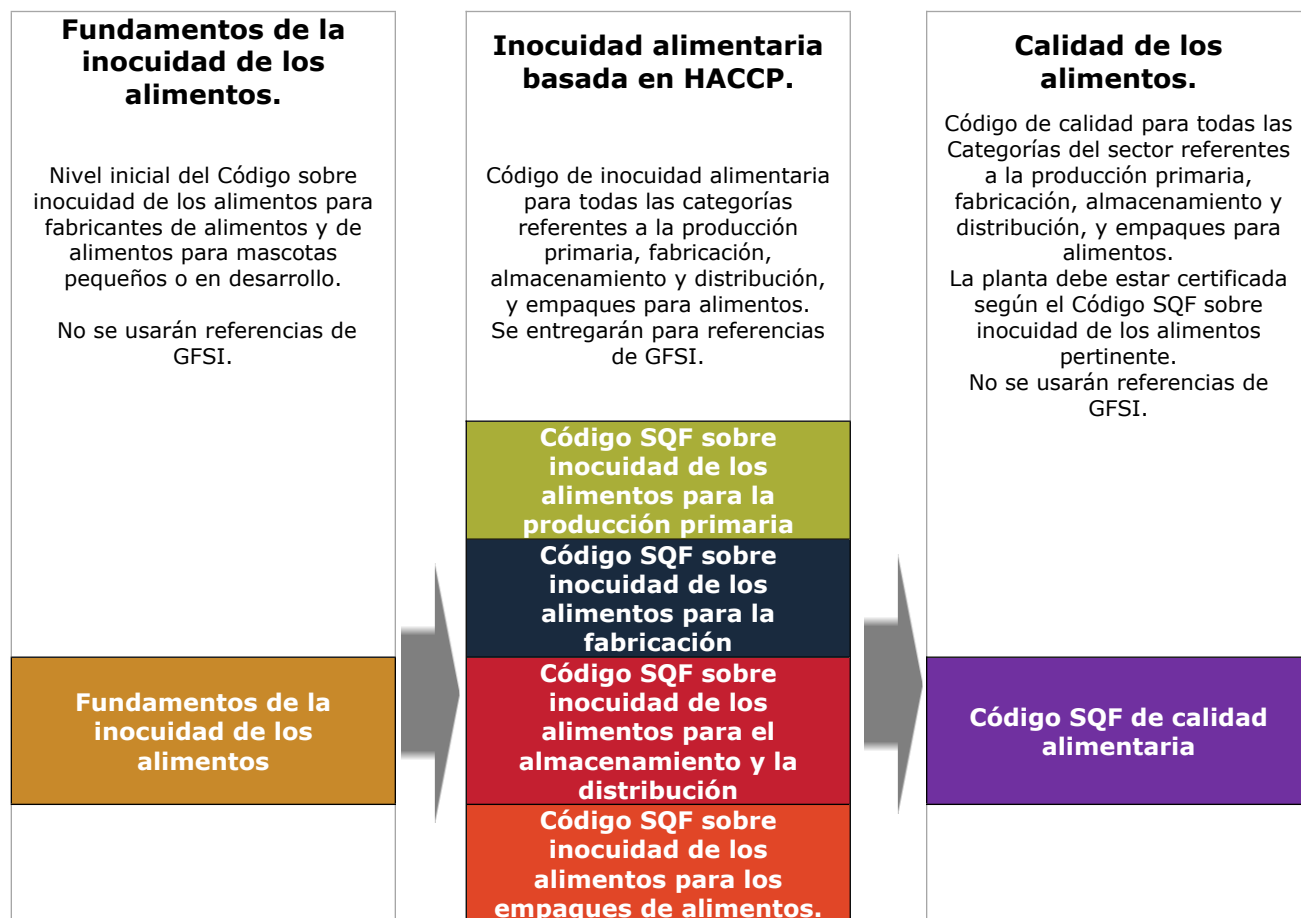 Fundamentos de la
inocuidad de los
alimentos.
Nivel inicial del Código sobre
inocuidad de los alimentos para
fabricantes de alimentos y de
alimentos para mascotas
pequeños o en desarrollo.
No se usarán referencias de
GFSI.
Fundamentos de la
inocuidad de los
alimentos
Inocuidad alimentaria
basada en HACCP.
Código de inocuidad alimentaria
para todas las categorías
referentes a la producción
primaria, fabricación,
almacenamiento y distribución,
y empaques para alimentos.
Se entregarán para referencias
de GFSI.
Código SQF sobre
inocuidad de los
alimentos para la
producción primaria
Código SQF sobre
inocuidad de los
alimentos para la
fabricación
Código SQF sobre
inocuidad de los
alimentos para el
almacenamiento y la
distribución
Código SQF sobre
inocuidad de los
alimentos para los
empaques de alimentos.
Calidad de los
alimentos.
Código de calidad para todas las
Categorías del sector referentes
a la producción primaria,
fabricación, almacenamiento y
distribución, y empaques para
alimentos.
La planta debe estar certificada
según el Código SQF sobre
inocuidad de los alimentos
pertinente.
No se usarán referencias de
GFSI.
Código SQF de calidad
alimentaria